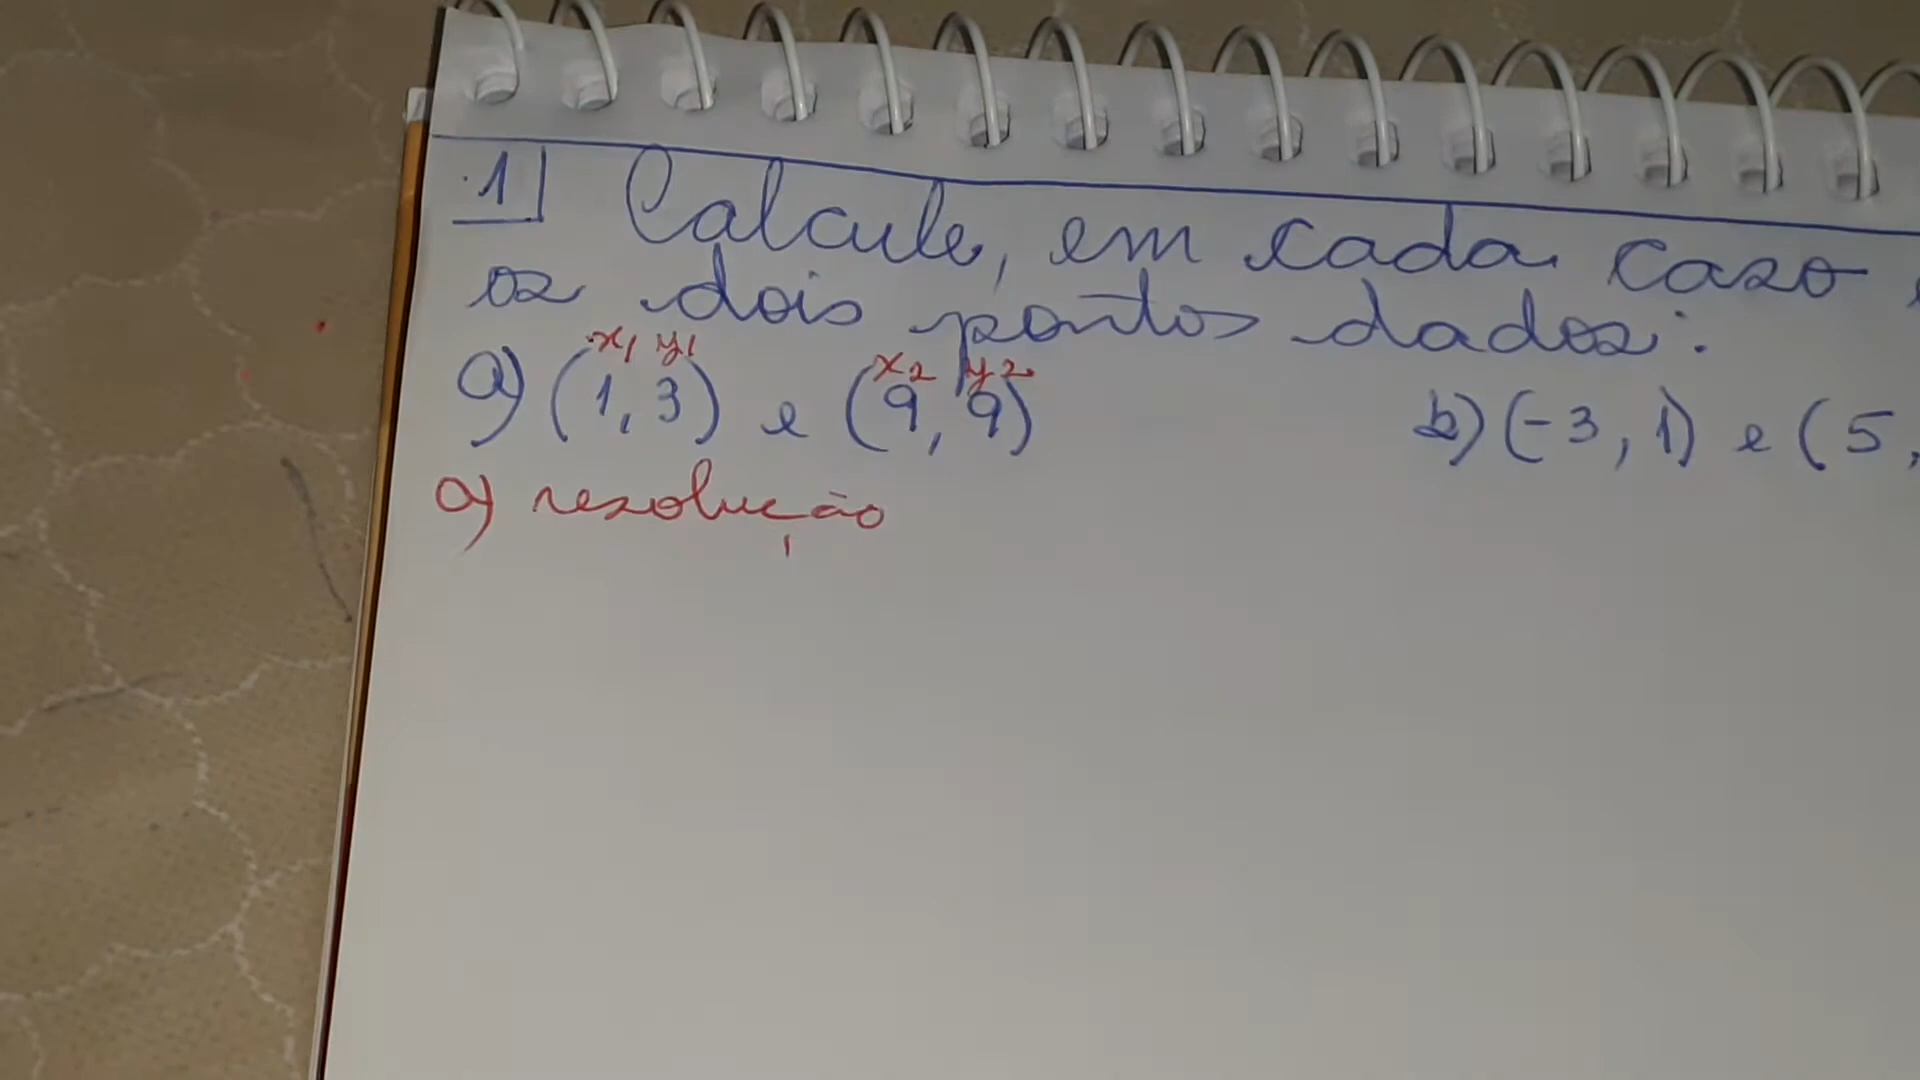 1 Calcule, em cada caso
os dois pontos dados:
x1 y1 x2 y2
a) (1, 3) e (9, 9) b) (-3, 1) e (5,
a) resolução